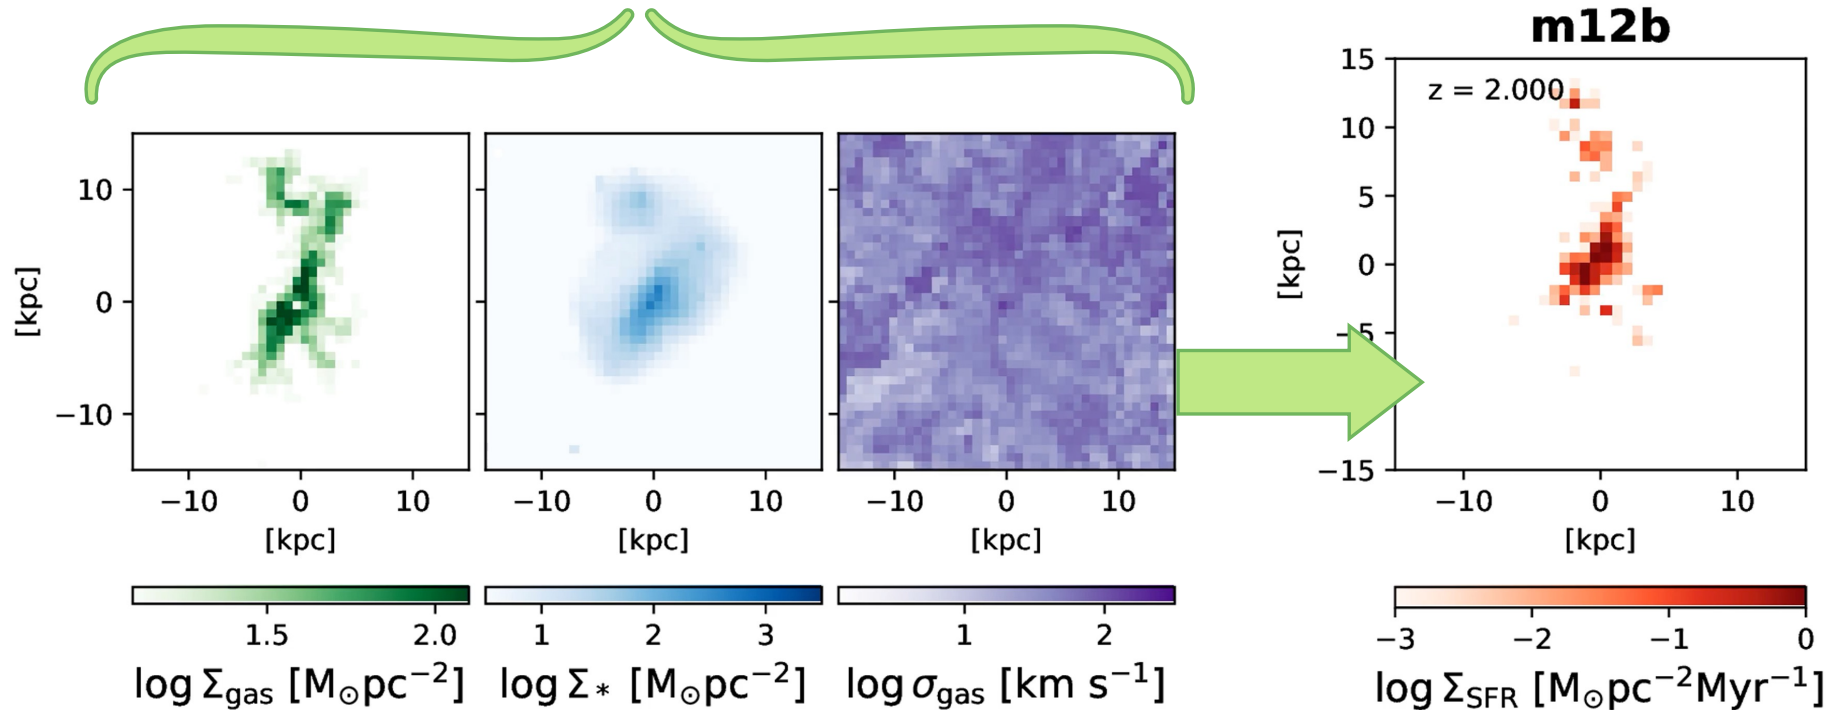 m12b
z = 2.000
15
10
5
0
−5
−15
[kpc]
−10 0 10
[kpc]
10
0
−10
[kpc]
−10 0 10
[kpc]
−10 0 10
[kpc]
−10 0 10
[kpc]
1.5 2.0
log Σgas [M⊙pc⁻²]
1 2 3
log Σ* [M⊙pc⁻²]
1 2
log σgas [km s⁻¹]
−3 −2 −1 0
log ΣSFR [M⊙pc⁻²Myr⁻¹]